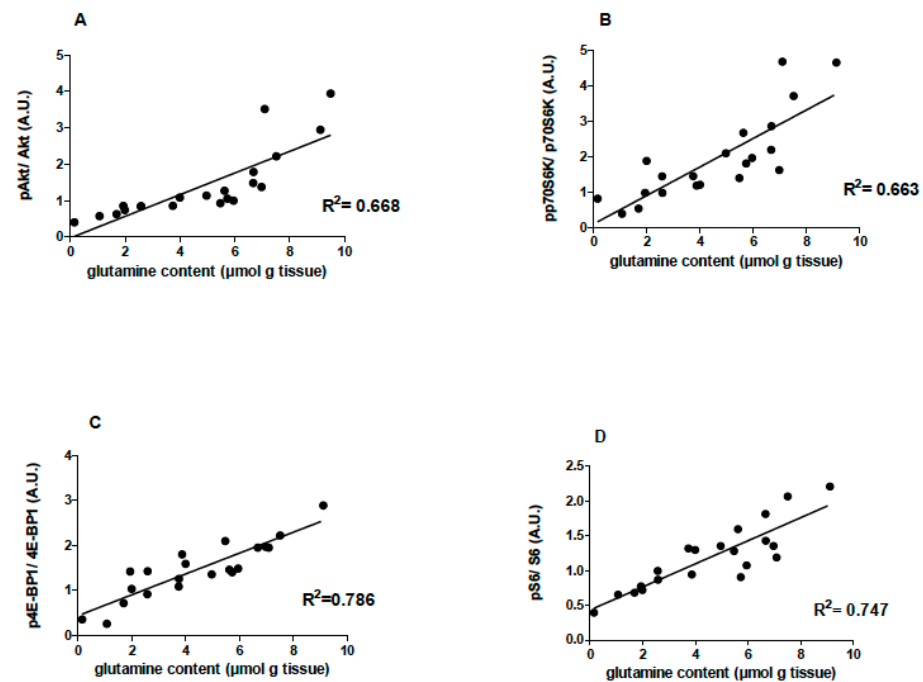 A
pAkt/ Akt (A.U.)
5
4
3
2
1
0
0 2 4 6 8 10
glutamine content (µmol g tissue)
R²= 0.668
B
pp70S6K/ p70S6K (A.U.)
5
4
3
2
1
0
0 2 4 6 8 10
glutamine content (µmol g tissue)
R²= 0.663
C
p4E-BP1/ 4E-BP1 (A.U.)
4
3
2
1
0
0 2 4 6 8 10
glutamine content (µmol g tissue)
R²=0.786
D
pS6/ S6 (A.U.)
2.5
2.0
1.5
1.0
0.5
0.0
0 2 4 6 8 10
glutamine content (µmol g tissue)
R²= 0.747